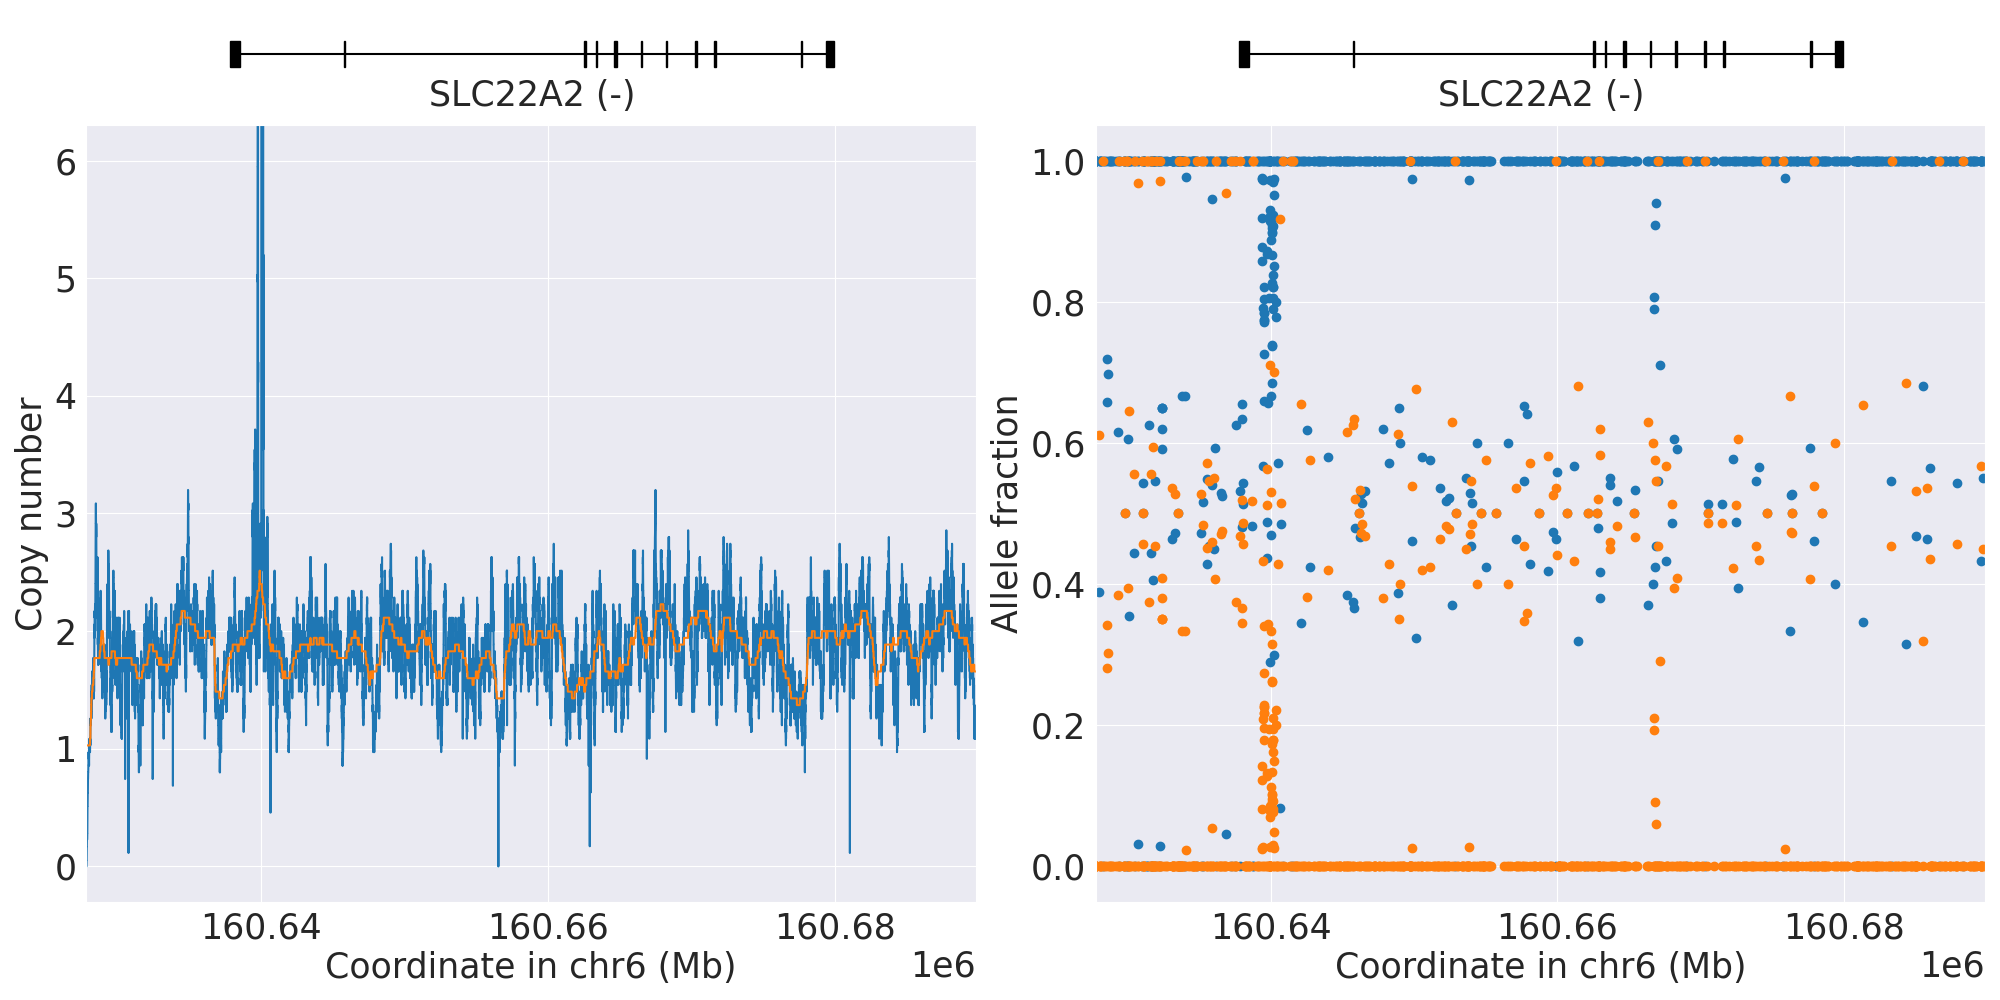 SLC22A2 (-)
6
5
4
3
2
1
0
Copy number
160.64
160.66
160.68
Coordinate in chr6 (Mb)
1e6
SLC22A2 (-)
1.0
0.8
0.6
0.4
0.2
0.0
Allele fraction
160.64
160.66
160.68
Coordinate in chr6 (Mb)
1e6